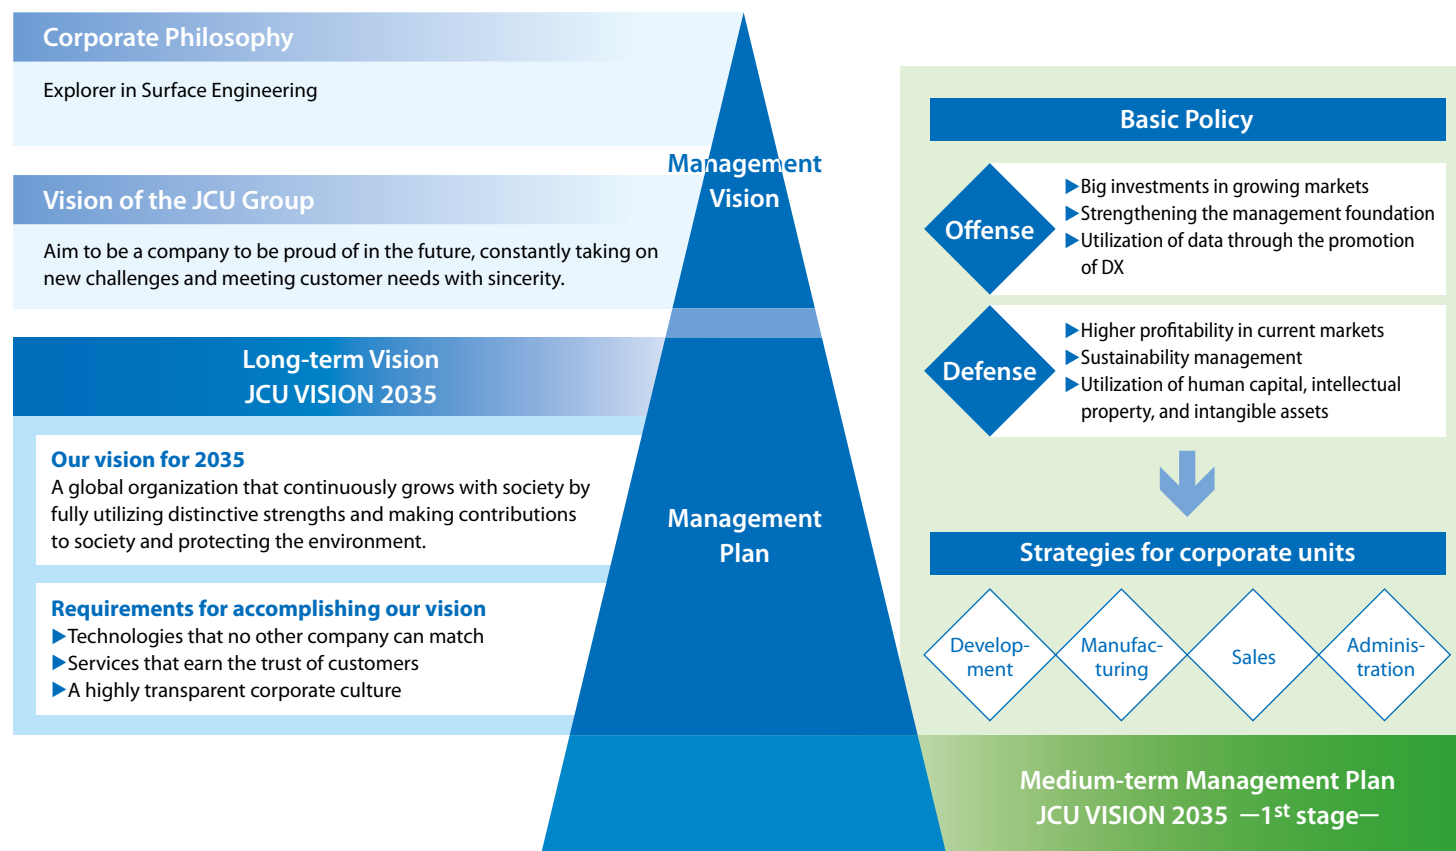 Corporate Philosophy
Explorer in Surface Engineering
Vision of the JCU Group
Aim to be a company to be proud of in the future, constantly taking on
new challenges and meeting customer needs with sincerity.
Long-term Vision
JCU VISION 2035
Our vision for 2035
A global organization that continuously grows with society by
fully utilizing distinctive strengths and making contributions
to society and protecting the environment.
Requirements for accomplishing our vision
▶Technologies that no other company can match
▶Services that earn the trust of customers
▶A highly transparent corporate culture
Management
Vision
Management
Plan
Basic Policy
Offense
▶Big investments in growing markets
▶Strengthening the management foundation
▶Utilization of data through the promotion
of DX
Defense
▶Higher profitability in current markets
▶Sustainability management
▶Utilization of human capital, intellectual
property, and intangible assets
Strategies for corporate units
Develop-
ment
Manufac-
turing
Sales
Adminis-
tration
Medium-term Management Plan
JCU VISION 2035 —1st stage—